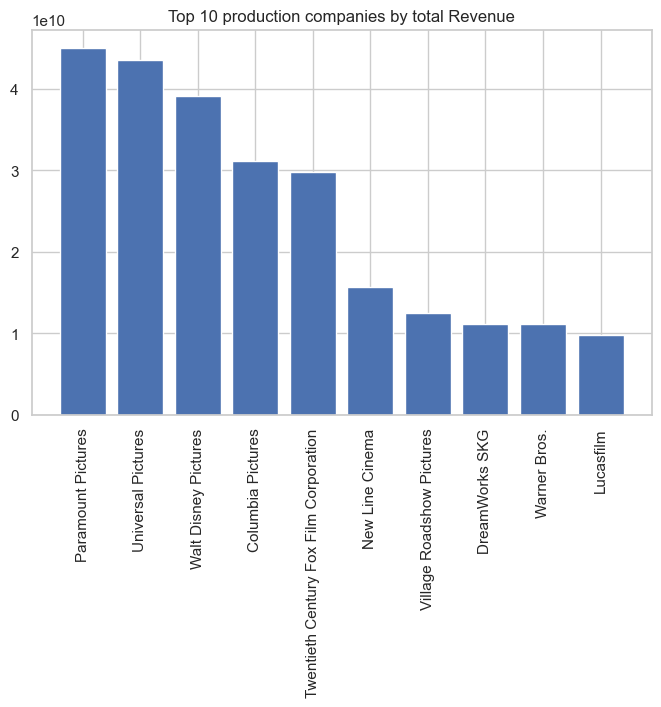 Top 10 production companies by total Revenue
1e10
4
3
2
1
0
Paramount Pictures
Universal Pictures
Walt Disney Pictures
Columbia Pictures
Twentieth Century Fox Film Corporation
New Line Cinema
Village Roadshow Pictures
DreamWorks SKG
Warner Bros.
Lucasfilm